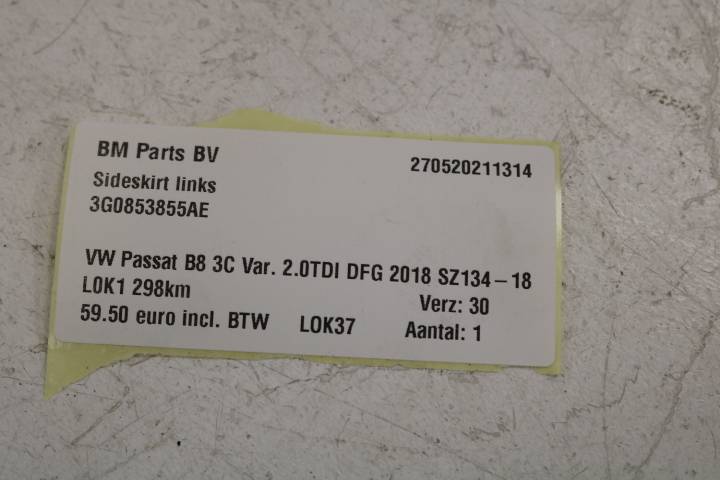 BM Parts BV
270520211314
Sideskirt links
3G0853855AE
VW Passat B8 3C Var. 2.0TDI DFG 2018 SZ134-18
LOK1 298km
Verz: 30
59.50 euro incl. BTW
LOK37
Aantal: 1